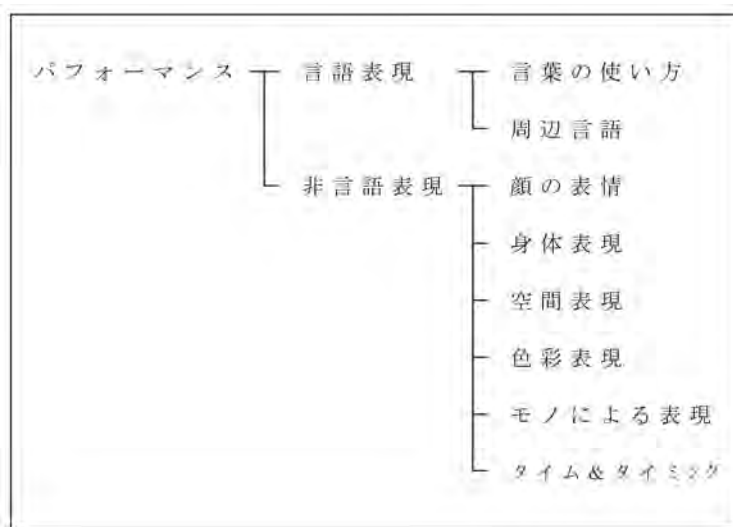 パフォーマンス 言語表現 言葉の使い方
周辺言語
非言語表現 顔の表情
身体表現
空間表現
色彩表現
モノによる表現
タイム&タイミング